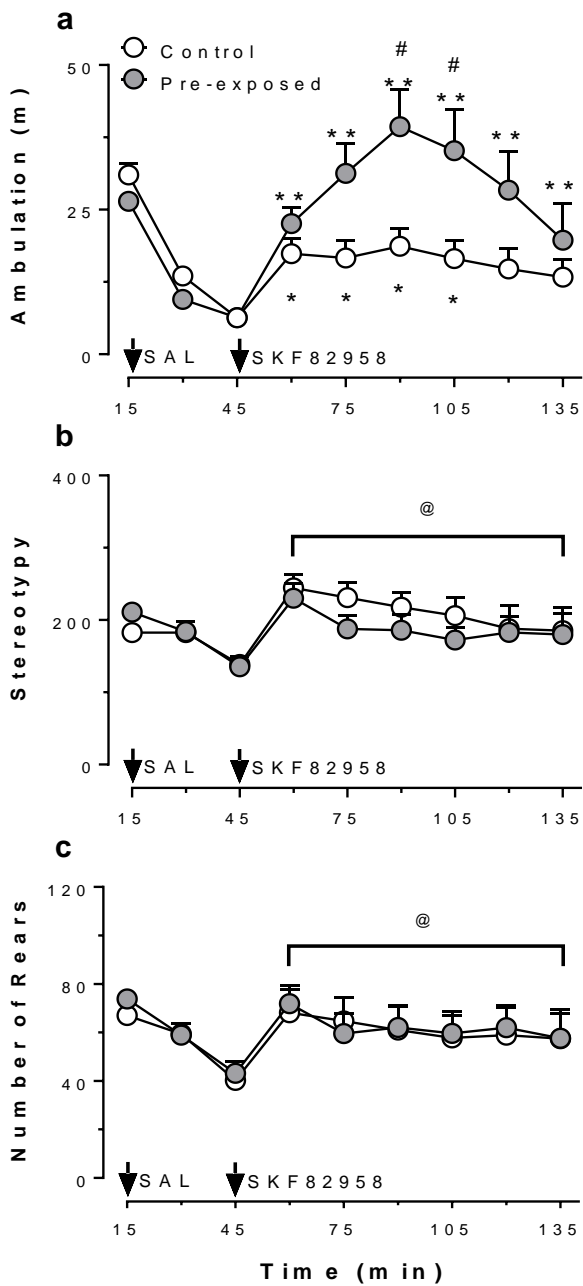 a
Control
Pre-exposed
Ambulation (m)
50
25
0
# #
** ** ** ** ** **
* * * *
SAL SKF82958
15 45 75 105 135
b
Stereotypy
400
200
0
@
SAL SKF82958
15 45 75 105 135
c
Number of Rears
120
80
40
0
@
SAL SKF82958
15 45 75 105 135
Time (min)